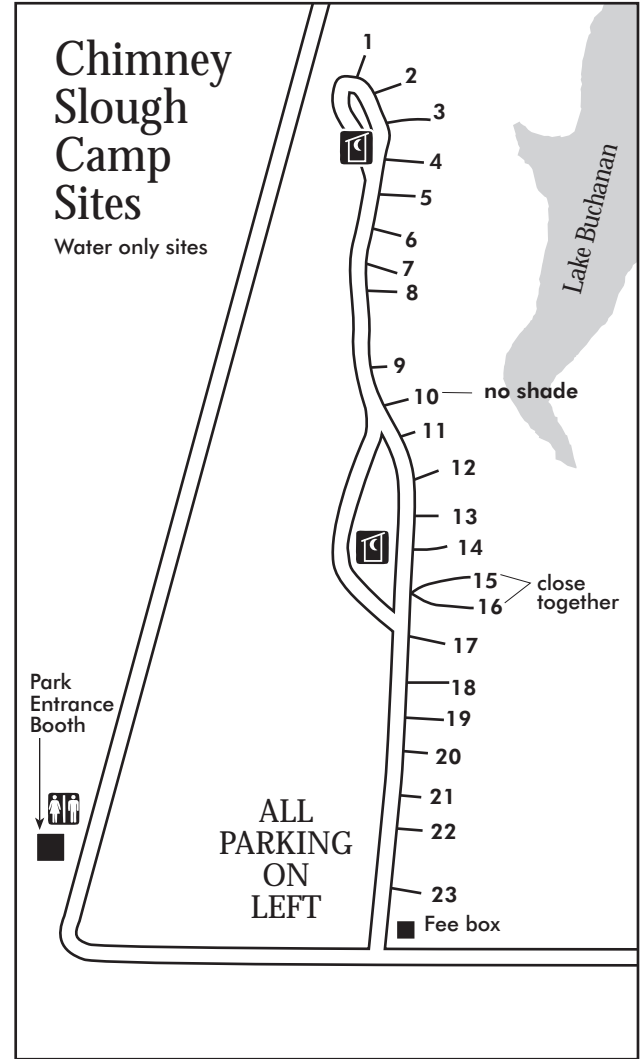 Chimney
Slough
Camp
Sites
Water only sites
1
2
3
4
5
6
7
8
9
10
no shade
11
12
13
14
15
16
close
together
17
18
19
20
21
22
23
Lake Buchanan
Park
Entrance
Booth
ALL
PARKING
ON
LEFT
Fee box